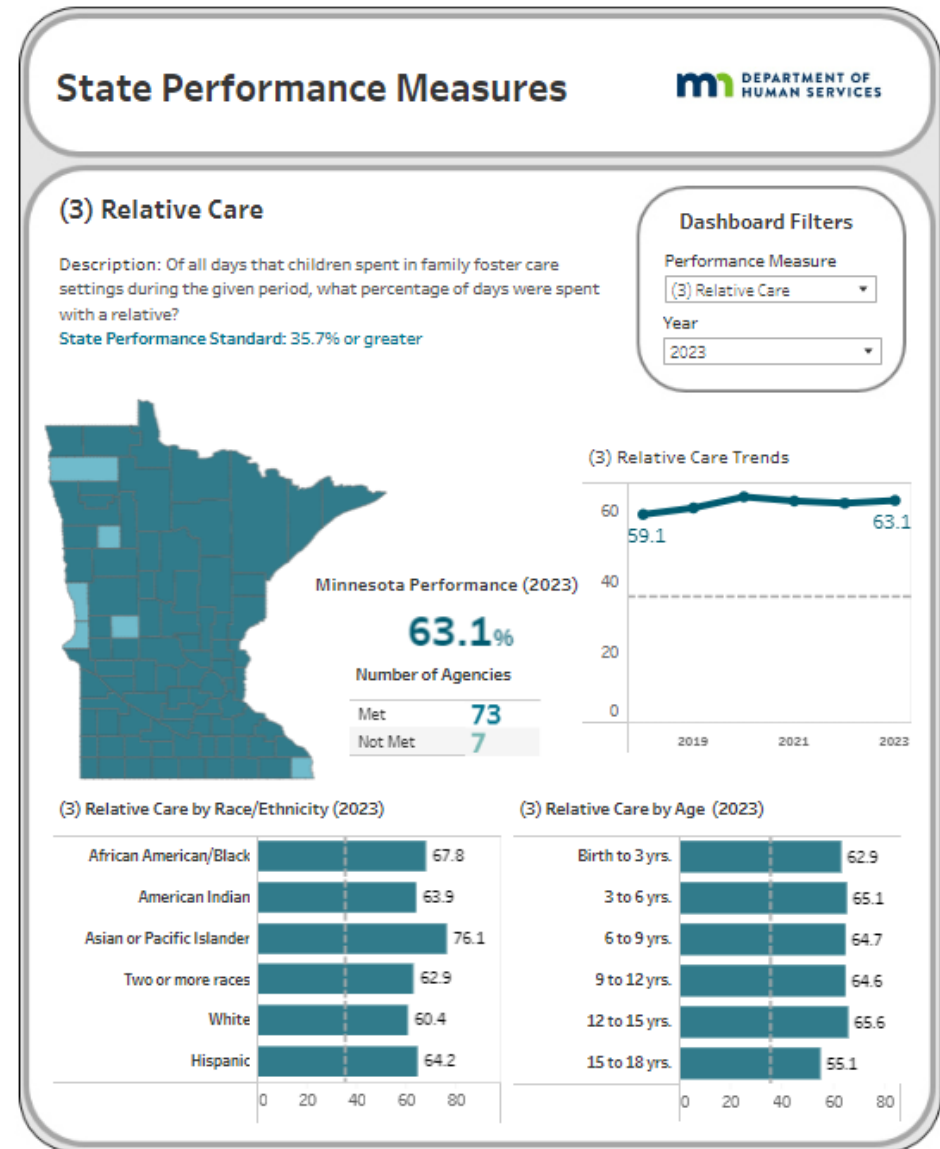 State Performance Measures
mn DEPARTMENT OF
HUMAN SERVICES
(3) Relative Care
Description: Of all days that children spent in family foster care
settings during the given period, what percentage of days were spent
with a relative?
State Performance Standard: 35.7% or greater
Dashboard Filters
Performance Measure
(3) Relative Care
Year
2023
Minnesota Performance (2023)
63.1%
Number of Agencies
Met 73
Not Met 7
(3) Relative Care Trends
60
40
20
0
59.1
63.1
2019 2021 2023
(3) Relative Care by Race/Ethnicity (2023)
African American/Black 67.8
American Indian 63.9
Asian or Pacific Islander 76.1
Two or more races 62.9
White 60.4
Hispanic 64.2
0 20 40 60 80
(3) Relative Care by Age (2023)
Birth to 3 yrs. 62.9
3 to 6 yrs. 65.1
6 to 9 yrs. 64.7
9 to 12 yrs. 64.6
12 to 15 yrs. 65.6
15 to 18 yrs. 55.1
0 20 40 60 80